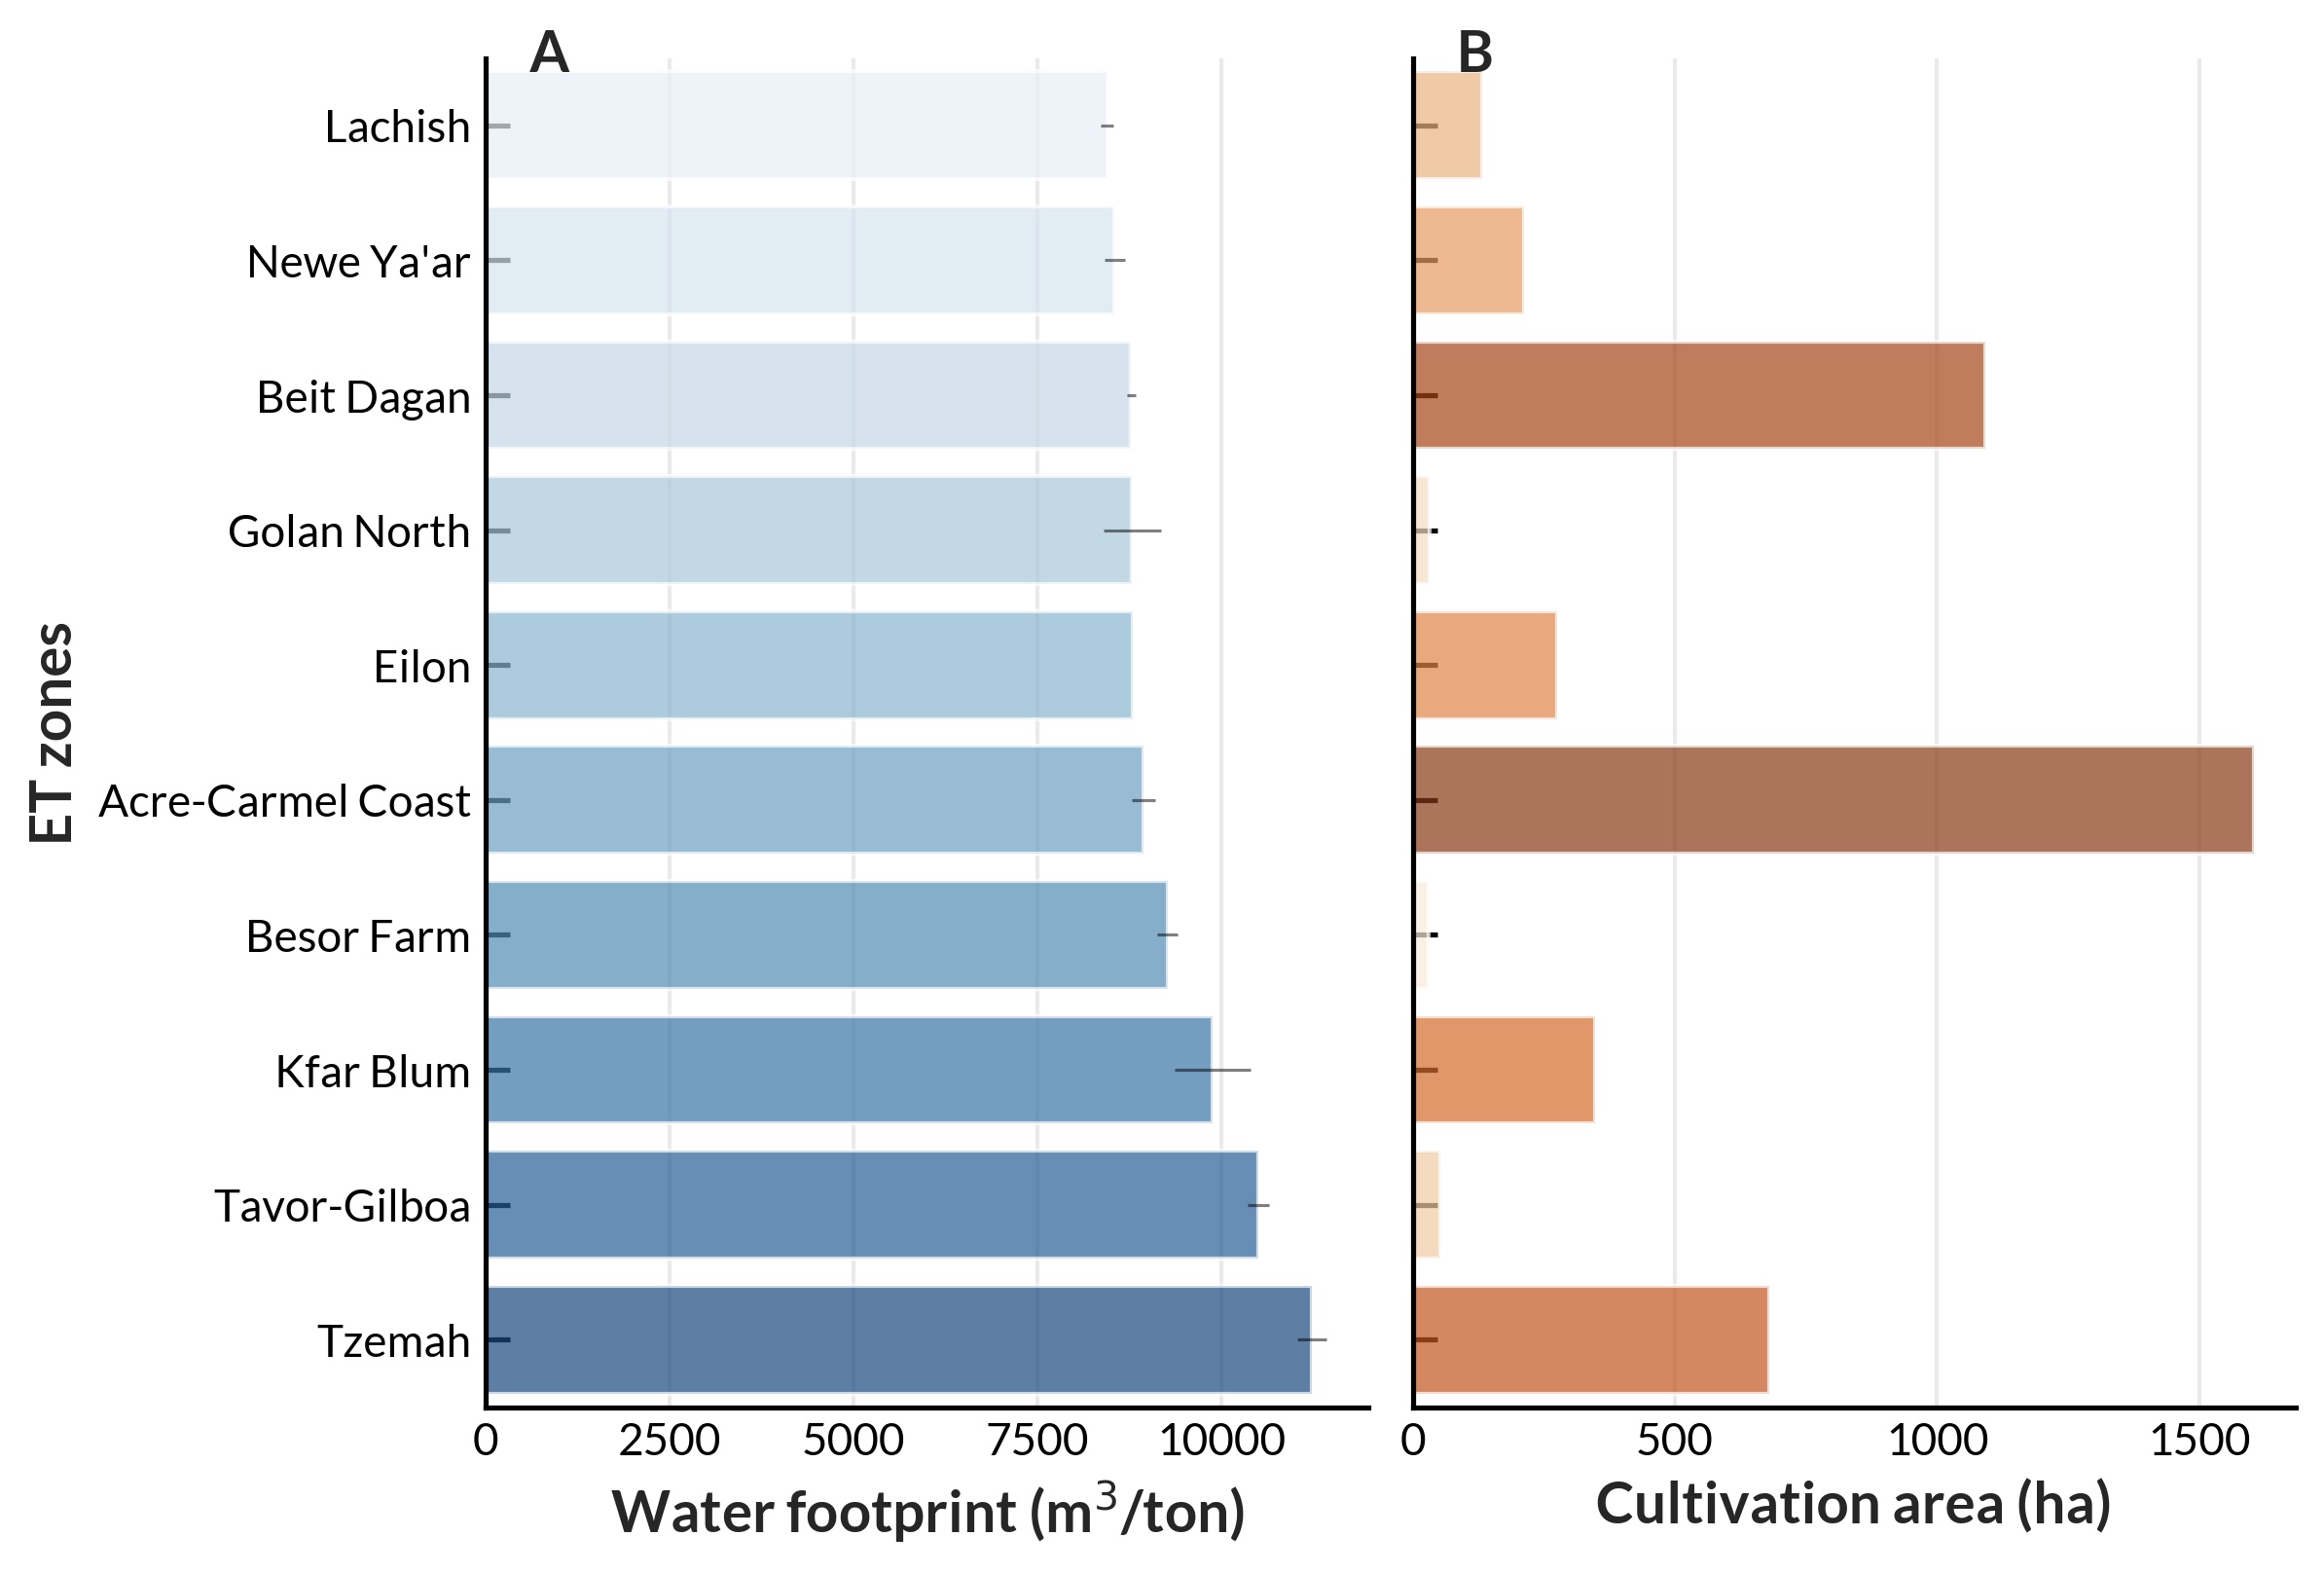 A
B
Lachish
Newe Ya'ar
Beit Dagan
Golan North
Eilon
Acre-Carmel Coast
Besor Farm
Kfar Blum
Tavor-Gilboa
Tzemah
ET zones
0 2500 5000 7500 10000
0 500 1000 1500
Water footprint (m³/ton)
Cultivation area (ha)